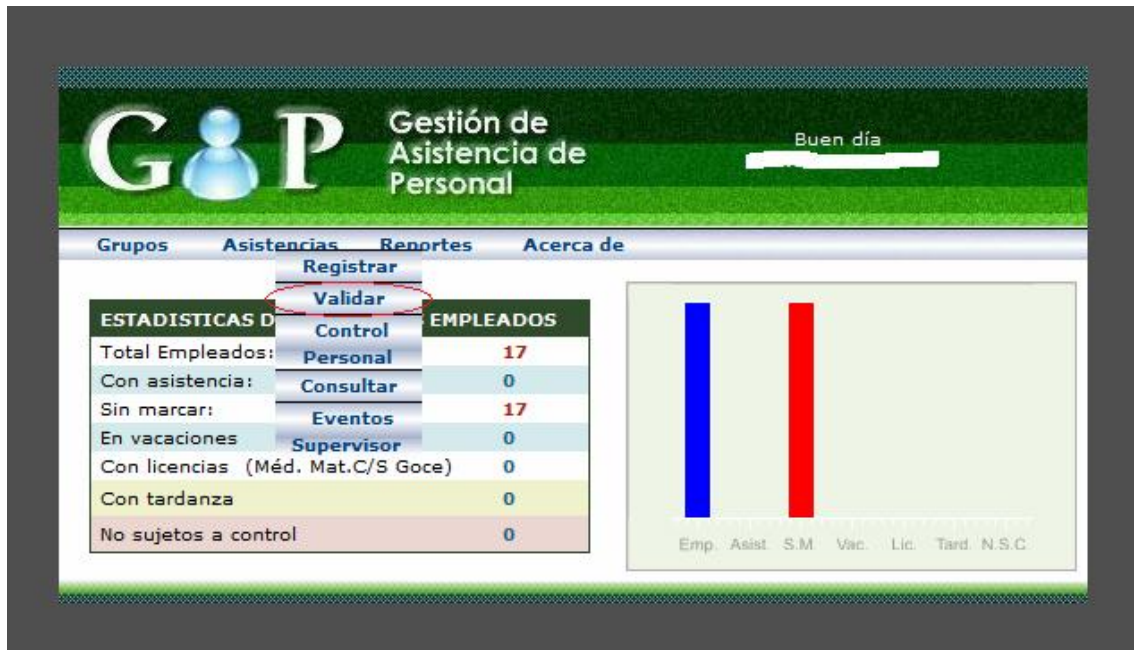 G P
Gestión de
Asistencia de
Personal
Buen día
Grupos Asistencias Reportes Acerca de
Registrar
Validar
Control
Personal
Consultar
Eventos
Supervisor
ESTADISTICAS D EMPLEADOS
Total Empleados: 17
Con asistencia: 0
Sin marcar: 17
En vacaciones 0
Con licencias (Méd. Mat.C/S Goce) 0
Con tardanza 0
No sujetos a control 0
Emp. Asist. S.M. Vac. Lic. Tard. N.S.C.